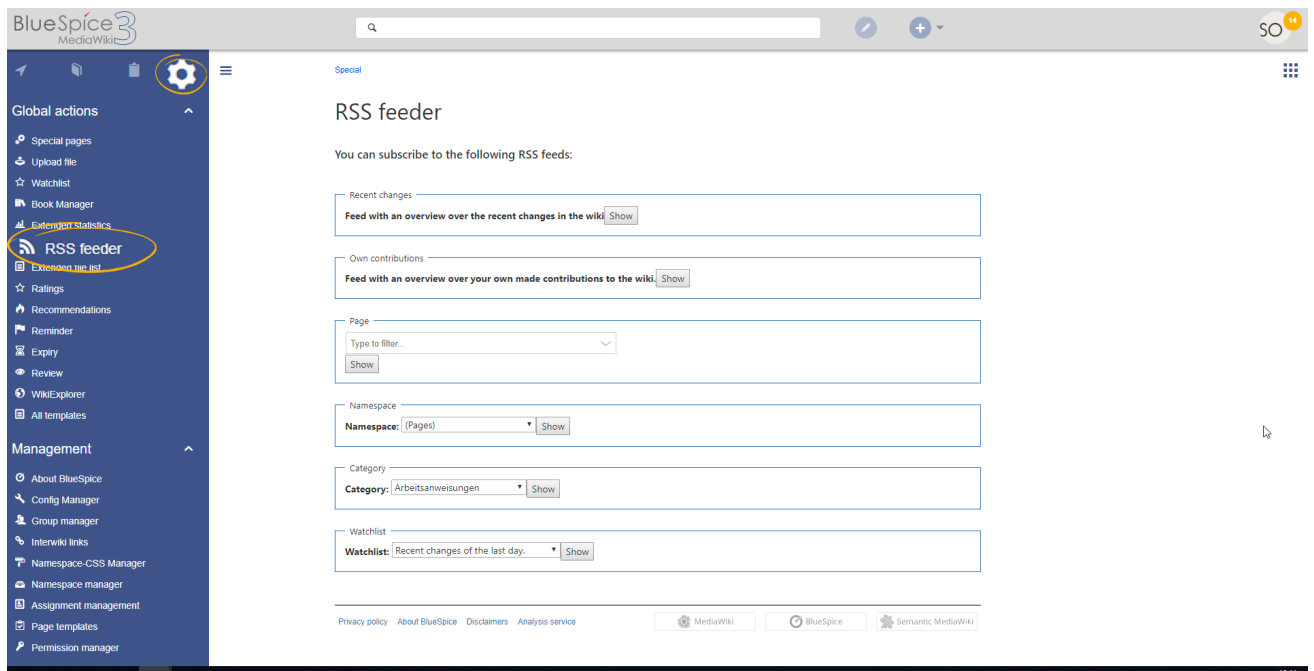 BlueSpice 3
MediaWiki
SO
14
Special
Global actions
Special pages
Upload file
Watchlist
Book Manager
Extended statistics
RSS feeder
Extended file list
Ratings
Recommendations
Reminder
Expiry
Review
WikiExplorer
All templates
Management
About BlueSpice
Config Manager
Group manager
Interwiki links
Namespace-CSS Manager
Namespace manager
Assignment management
Page templates
Permission manager
RSS feeder
You can subscribe to the following RSS feeds:
Recent changes
Feed with an overview over the recent changes in the wiki Show
Own contributions
Feed with an overview over your own made contributions to the wiki. Show
Page
Type to filter...
Show
Namespace
Namespace: (Pages) Show
Category
Category: Arbeitsanweisungen Show
Watchlist
Watchlist: Recent changes of the last day. Show
Privacy policy About BlueSpice Disclaimers Analysis service MediaWiki BlueSpice Semantic MediaWiki